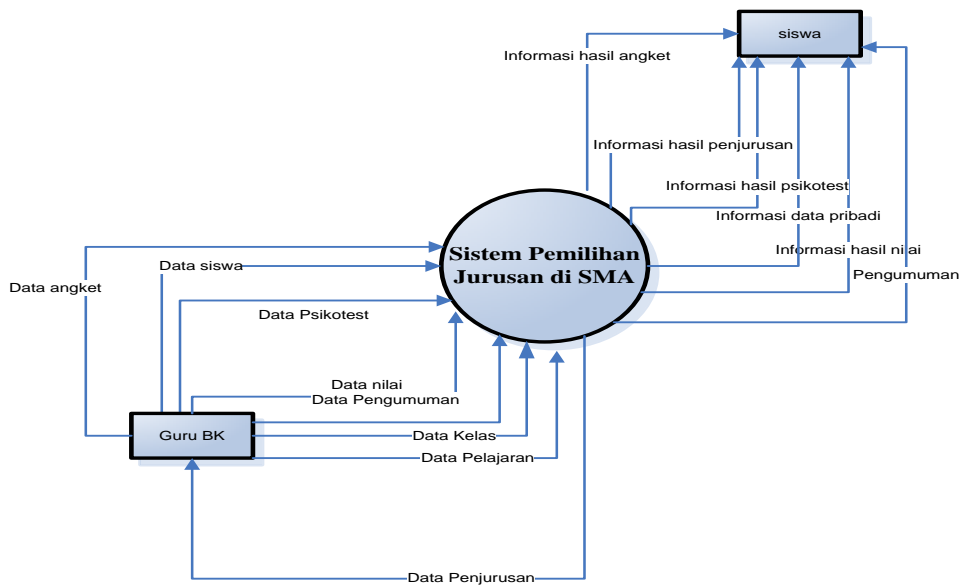 siswa
Informasi hasil angket
Informasi hasil penjurusan
Informasi hasil psikotest
Informasi data pribadi
Informasi hasil nilai
Pengumuman
Sistem Pemilihan
Jurusan di SMA
Data siswa
Data angket
Data Psikotest
Data nilai
Data Pengumuman
Guru BK
Data Kelas
Data Pelajaran
Data Penjurusan